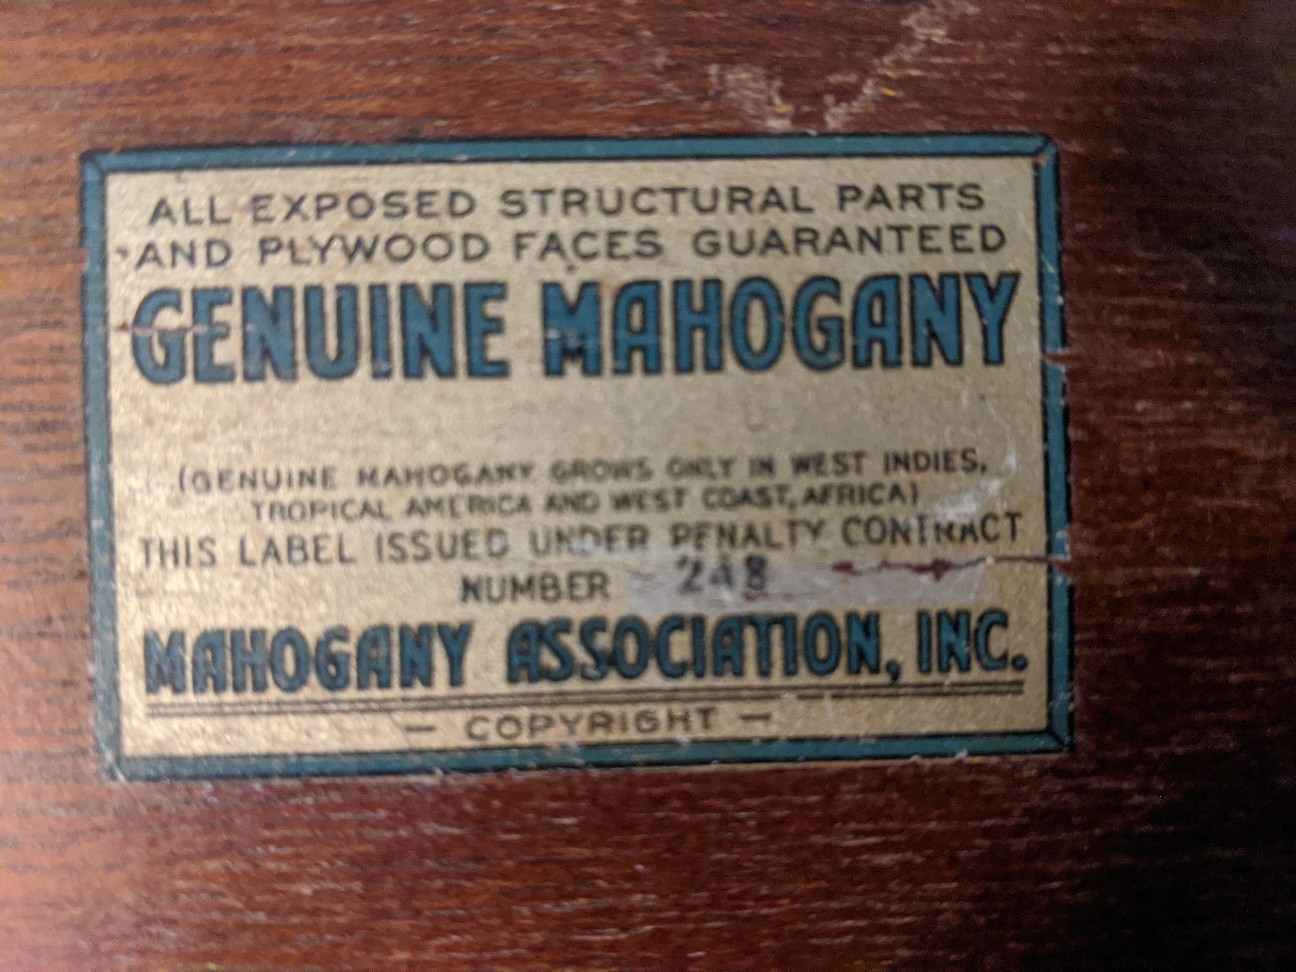 ALL EXPOSED STRUCTURAL PARTS
AND PLYWOOD FACES GUARANTEED
GENUINE MAHOGANY
(GENUINE MAHOGANY GROWS ONLY IN WEST INDIES,
TROPICAL AMERICA AND WEST COAST, AFRICA)
THIS LABEL ISSUED UNDER PENALTY CONTRACT
NUMBER 248
MAHOGANY ASSOCIATION, INC.
— COPYRIGHT —